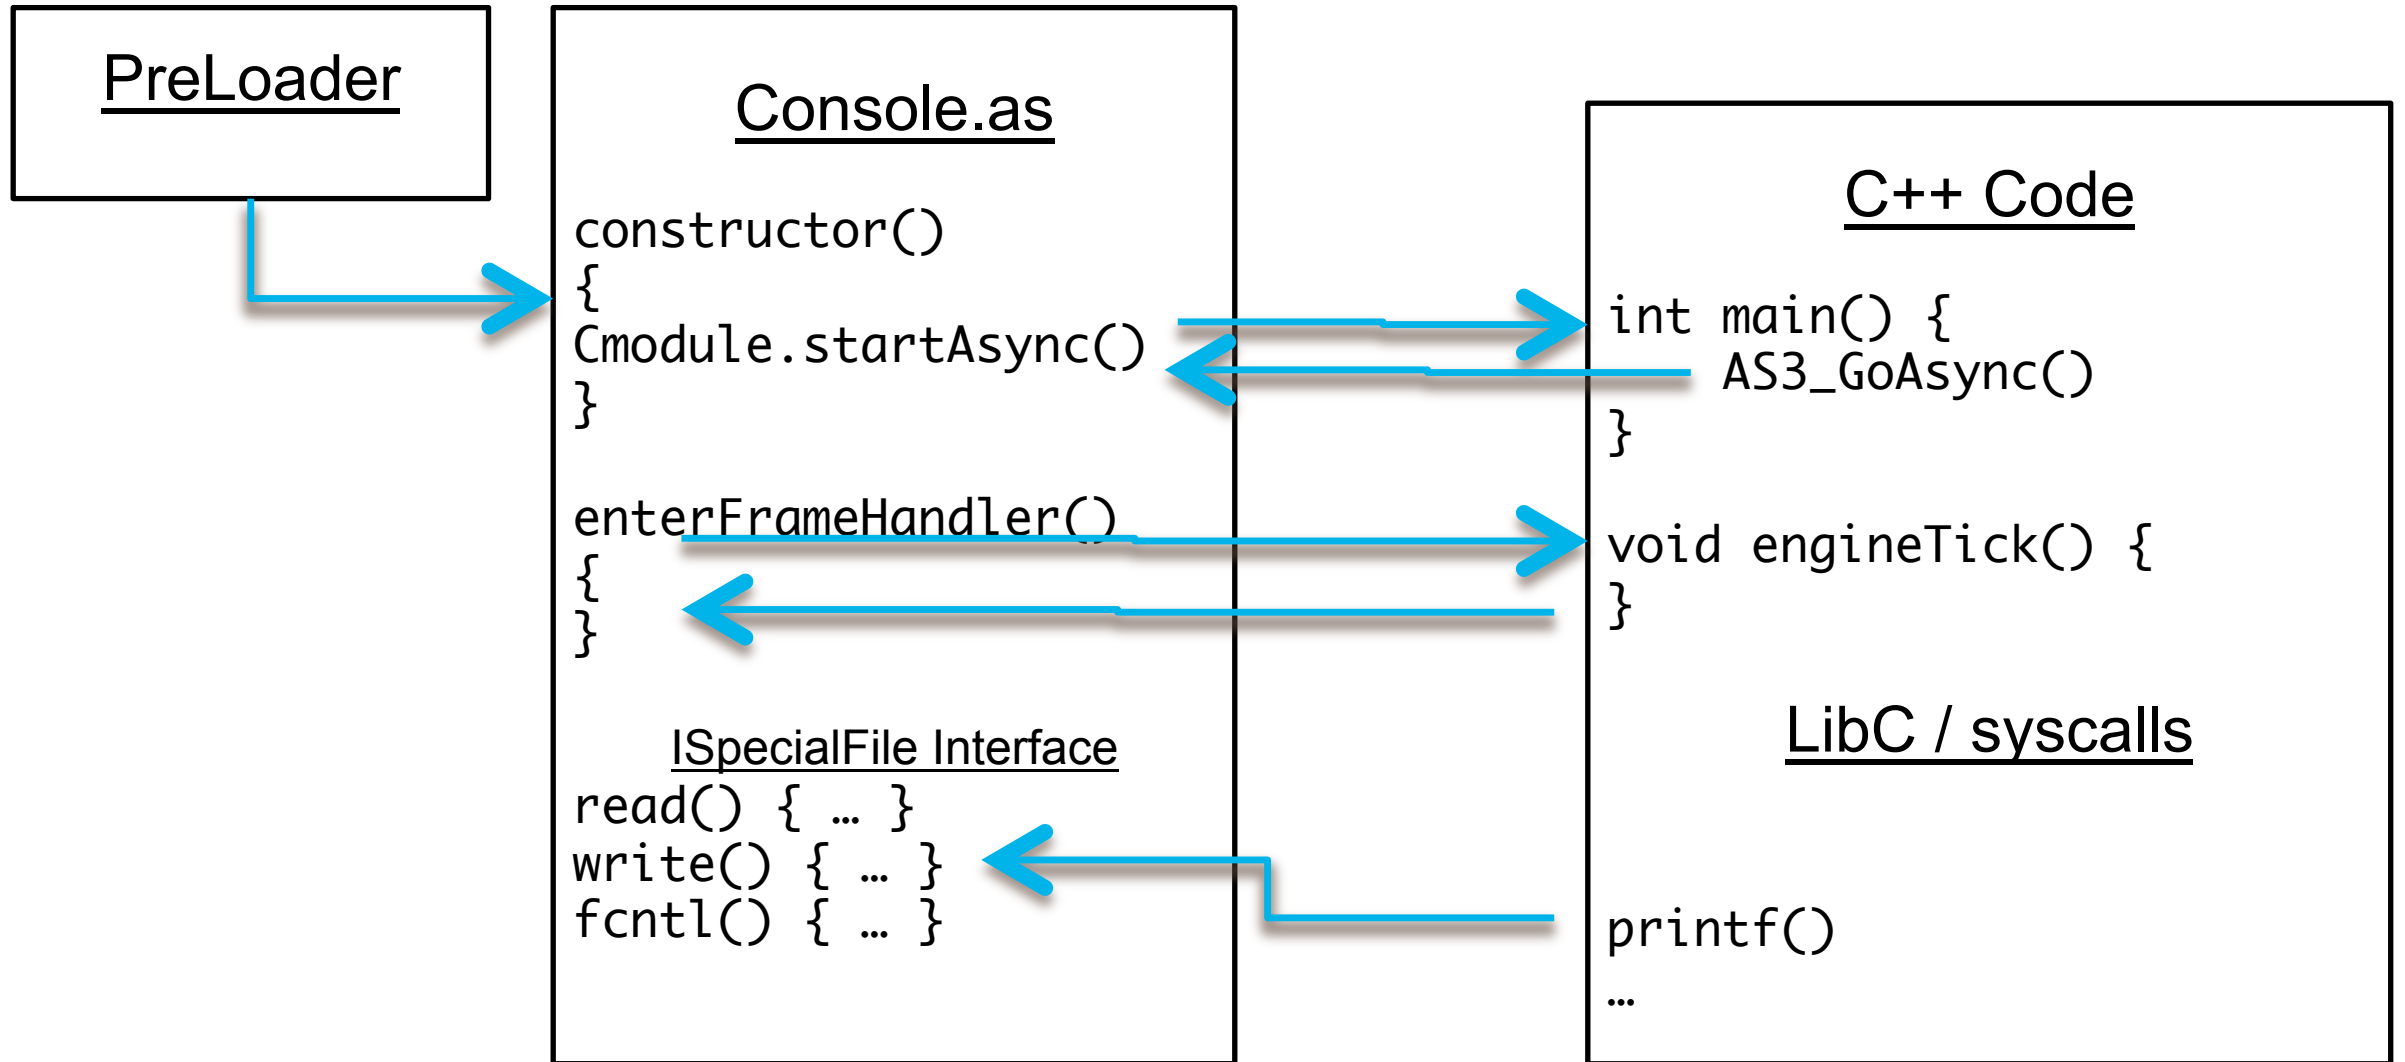 PreLoader
Console.as
constructor()
{
Cmodule.startAsync()
}
enterFrameHandler()
{
}
ISpecialFile Interface
read() { … }
write() { … }
fcntl() { … }
C++ Code
int main() {
AS3_GoAsync()
}
void engineTick() {
}
LibC / syscalls
printf()
…